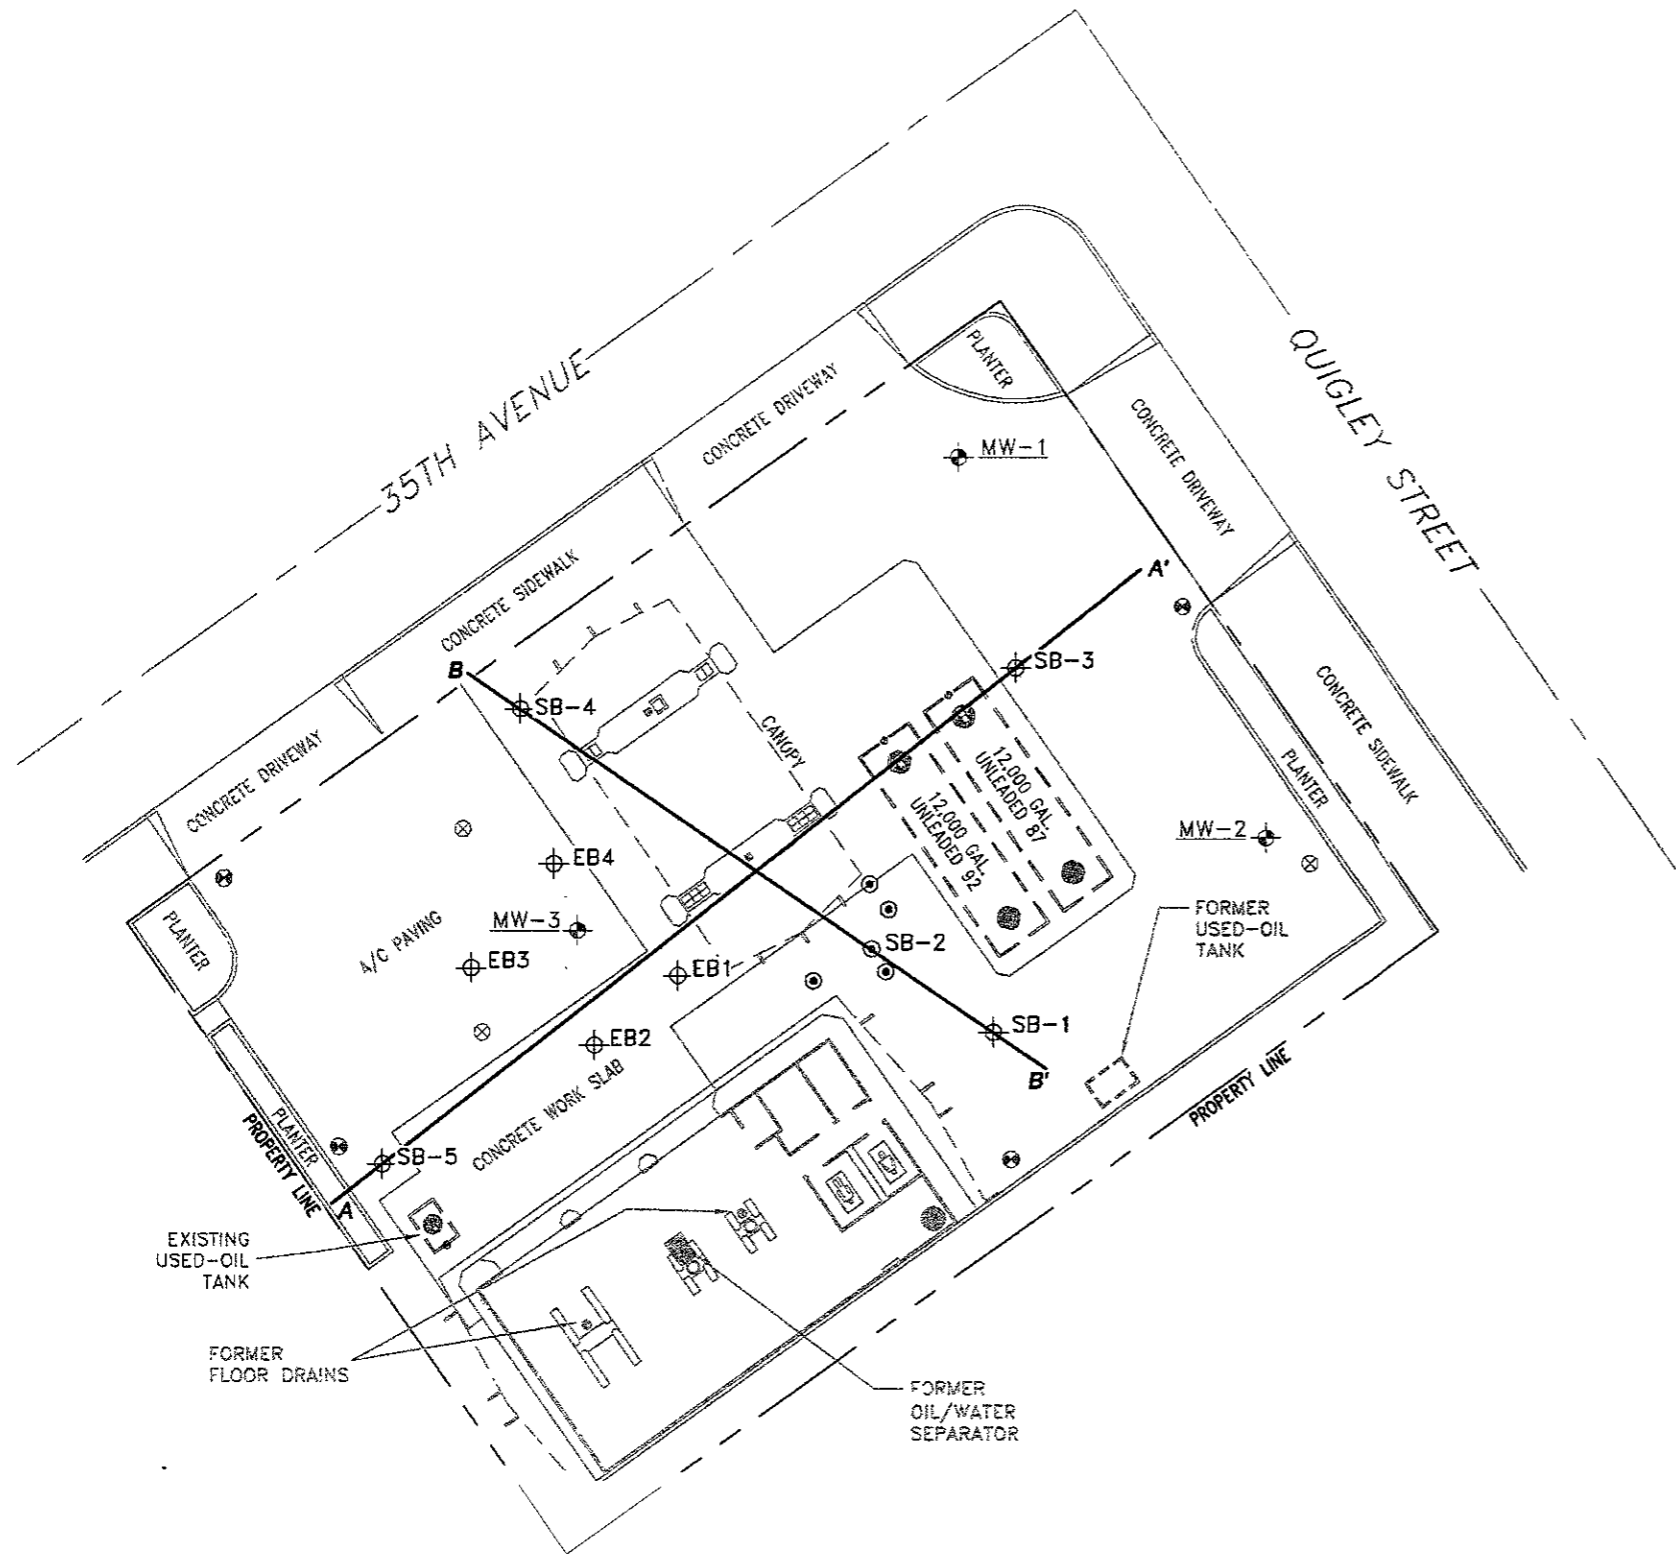 35TH AVENUE
QUIGLEY
STREET
PLANTER
CONCRETE DRIVEWAY
CONCRETE DRIVEWAY
MW-1
CONCRETE SIDEWALK
A'
B
SB-4
SB-3
CANOPY
CONCRETE SIDEWALK
CONCRETE DRIVEWAY
12,000 GAL.
UNLEADED 87
12,000 GAL.
UNLEADED 92
PLANTER
MW-2
EB4
MW-3
PLANTER
A/C PAVING
EB3
EB1
SB-2
FORMER
USED-OIL
TANK
SB-1
EB2
B'
CONCRETE WORK SLAB
PROPERTY LINE
PLANTER
PROPERTY LINE
SB-5
A
EXISTING
USED-OIL
TANK
FORMER
FLOOR DRAINS
FORMER
OIL/WATER
SEPARATOR